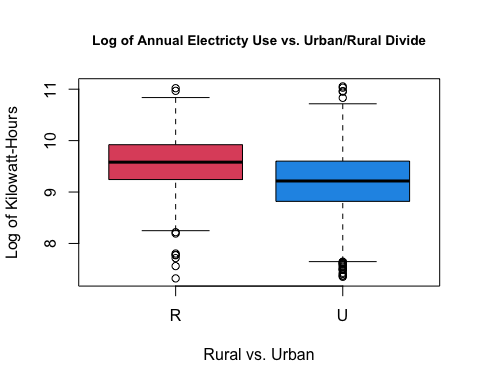 Log of Annual Electricty Use vs. Urban/Rural Divide
Log of Kilowatt-Hours
11
10
9
8
R U
Rural vs. Urban